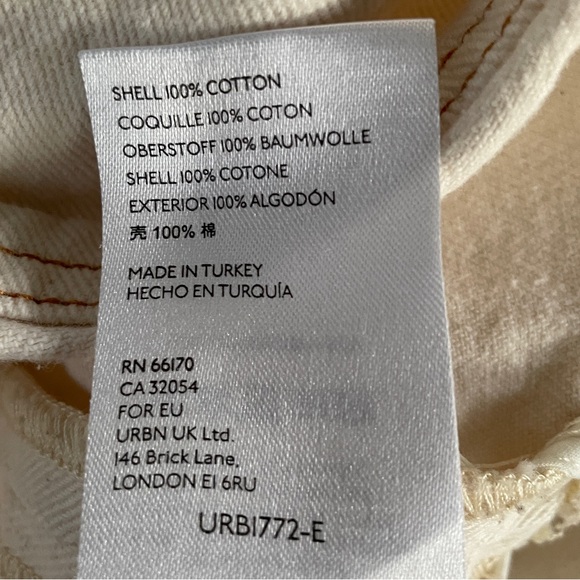 SHELL 100% COTTON
COQUILLE 100% COTON
OBERSTOFF 100% BAUMWOLLE
SHELL 100% COTONE
EXTERIOR 100% ALGODÓN
売 100% 棉
MADE IN TURKEY
HECHO EN TURQUÍA
RN 66170
CA 32054
FOR EU
URBN UK Ltd.
146 Brick Lane,
LONDON E1 6RU
URB1772-E